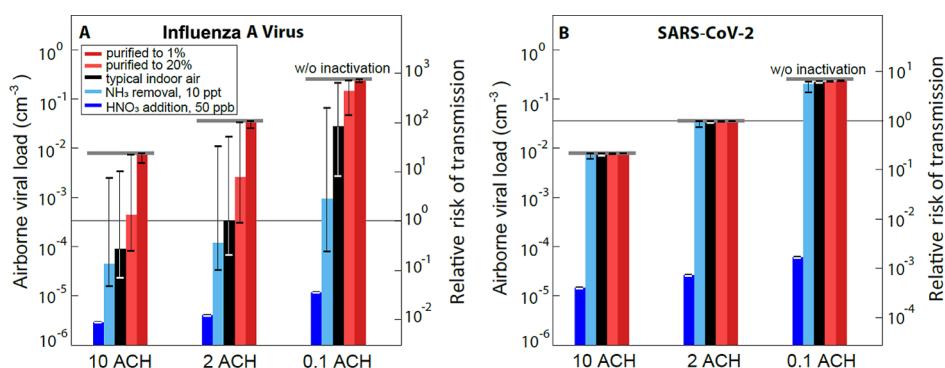 A
Influenza A Virus
purified to 1%
purified to 20%
typical indoor air
NH₃ removal, 10 ppt
HNO₃ addition, 50 ppb
w/o inactivation
Airborne viral load (cm⁻³)
10⁰
10⁻¹
10⁻²
10⁻³
10⁻⁴
10⁻⁵
10⁻⁶
10³
10²
10¹
10⁰
10⁻¹
10⁻²
Relative risk of transmission
10 ACH
2 ACH
0.1 ACH
B
SARS-CoV-2
w/o inactivation
Airborne viral load (cm⁻³)
10⁰
10⁻¹
10⁻²
10⁻³
10⁻⁴
10⁻⁵
10⁻⁶
10¹
10⁰
10⁻¹
10⁻²
10⁻³
10⁻⁴
Relative risk of transmission
10 ACH
2 ACH
0.1 ACH